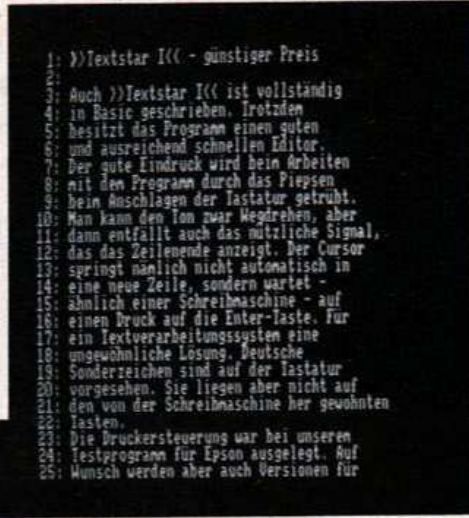 1: »Textstar I« - günstiger Preis
2:
3: Auch »Textstar I« ist vollständig
4: in Basic geschrieben. Trotzdem
5: besitzt das Programm einen guten
6: und ausreichend schnellen Editor.
7: Der gute Eindruck wird beim Arbeiten
8: mit dem Programm durch das Piepsen
9: beim Anschlagen der Tastatur getrübt.
10: Man kann den Ton zwar Wegdrehen, aber
11: dann entfällt auch das nützliche Signal,
12: das das Zeilenende anzeigt. Der Cursor
13: springt nämlich nicht automatisch in
14: eine neue Zeile, sondern wartet -
15: ähnlich einer Schreibmaschine - auf
16: einen Druck auf die Enter-Taste. Für
17: ein Textverarbeitungssystem eine
18: ungewöhnliche Lösung. Deutsche
19: Sonderzeichen sind auf der Tastatur
20: vorgesehen. Sie liegen aber nicht auf
21: den von der Schreibmaschine her gewohnten
22: Tasten.
23: Die Druckersteuerung war bei unserem
24: Testprogramm für Epson ausgelegt. Auf
25: Wunsch werden aber auch Versionen für